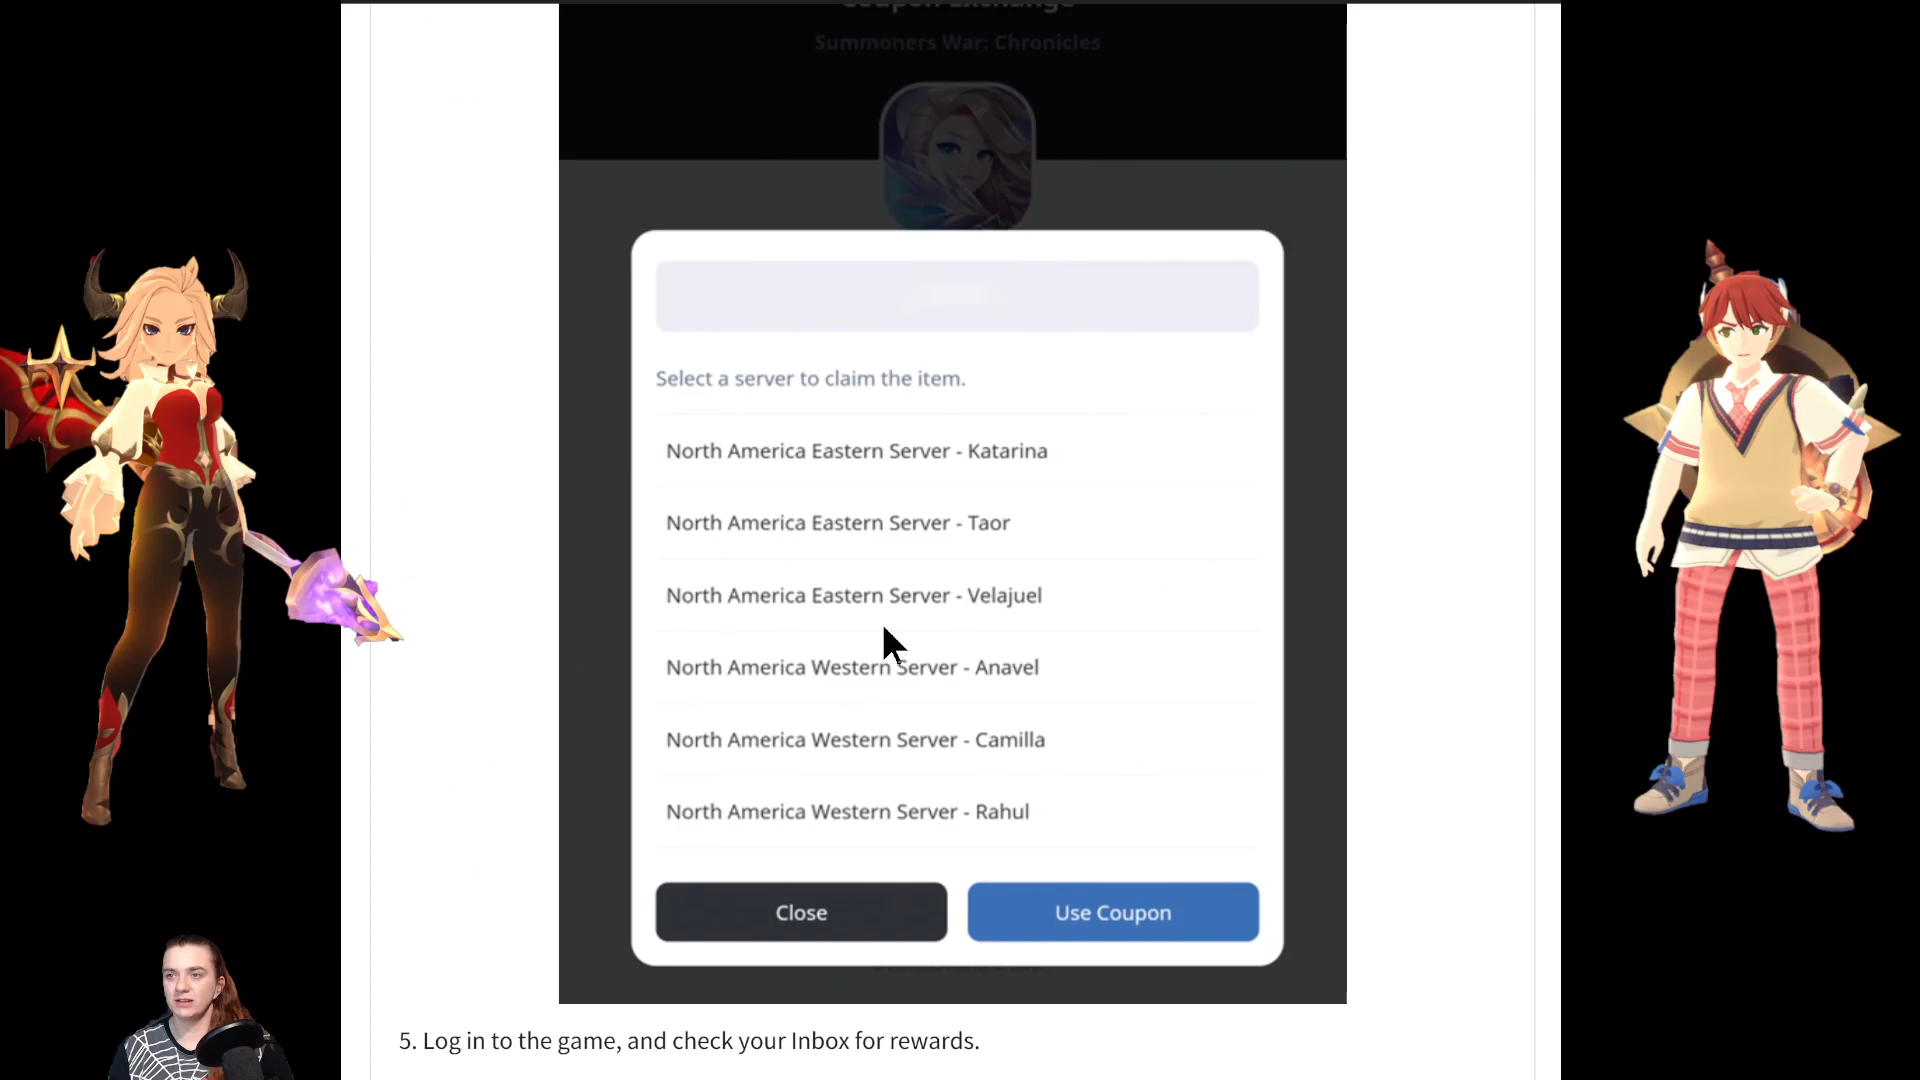 Coupon Exchange
Summoners War: Chronicles
Select a server to claim the item.
North America Eastern Server - Katarina
North America Eastern Server - Taor
North America Eastern Server - Velajuel
North America Western Server - Anavel
North America Western Server - Camilla
North America Western Server - Rahul
Close
Use Coupon
5. Log in to the game, and check your Inbox for rewards.